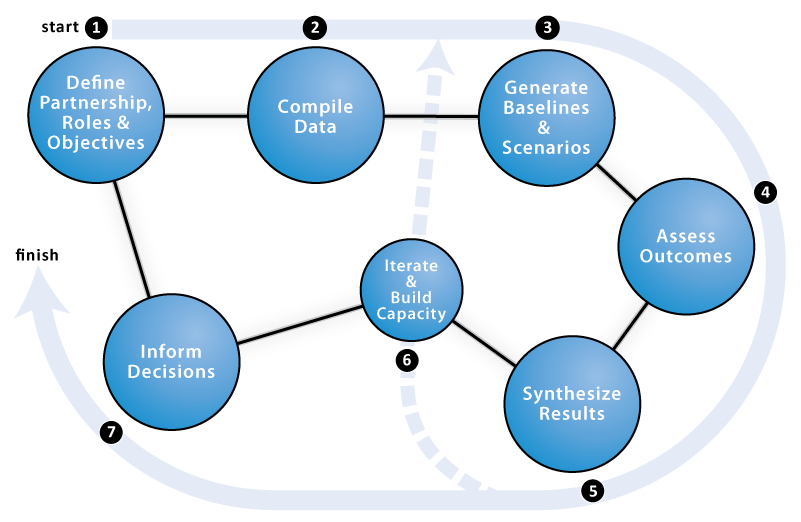 start
1
Define
Partnership,
Roles &
Objectives
2
Compile
Data
3
Generate
Baselines
&
Scenarios
4
Assess
Outcomes
5
Synthesize
Results
6
Iterate
&
Build
Capacity
7
Inform
Decisions
finish